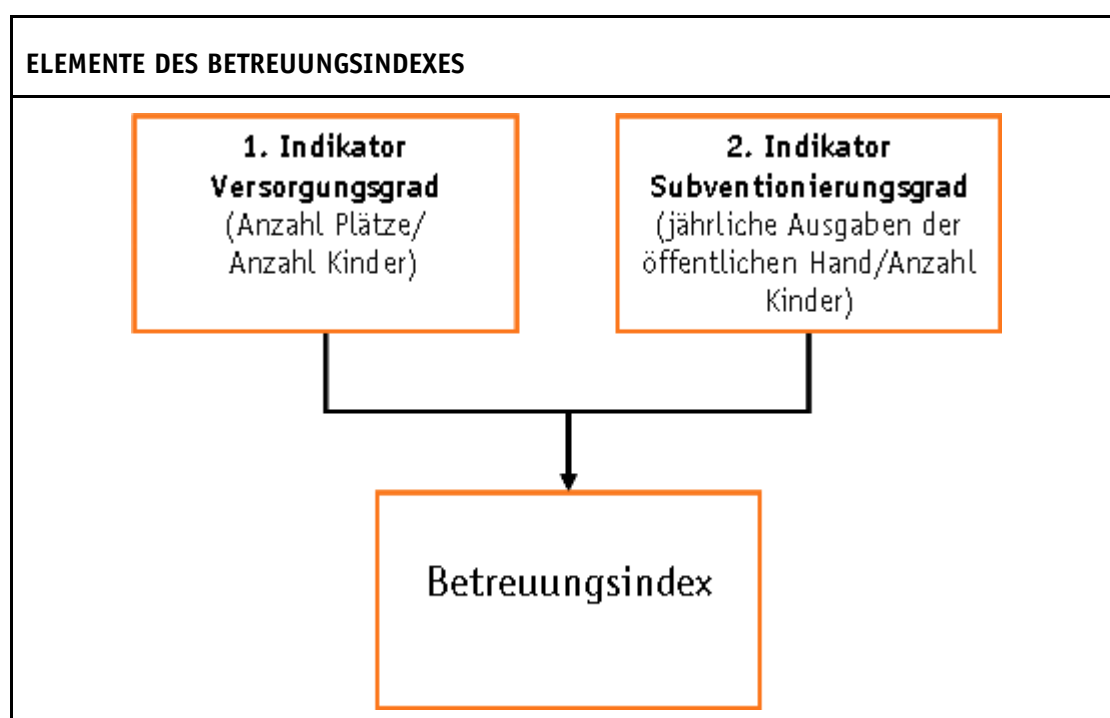 ELEMENTE DES BETREUUNGSINDEXES
1. Indikator
Versorgungsgrad
(Anzahl Plätze/
Anzahl Kinder)
2. Indikator
Subventionierungsgrad
(jährliche Ausgaben der
öffentlichen Hand/Anzahl
Kinder)
Betreuungsindex